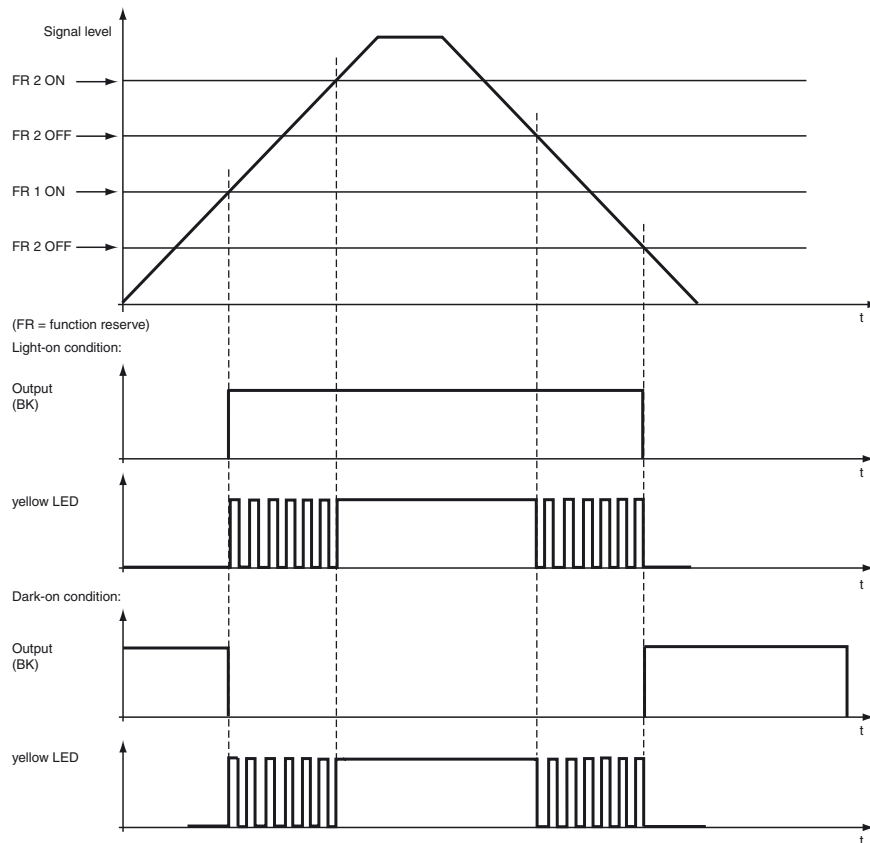 Signal level
FR 2 ON
FR 2 OFF
FR 1 ON
FR 2 OFF
t
(FR = function reserve)
Light-on condition:
Output
(BK)
t
yellow LED
t
Dark-on condition:
Output
(BK)
t
yellow LED
t